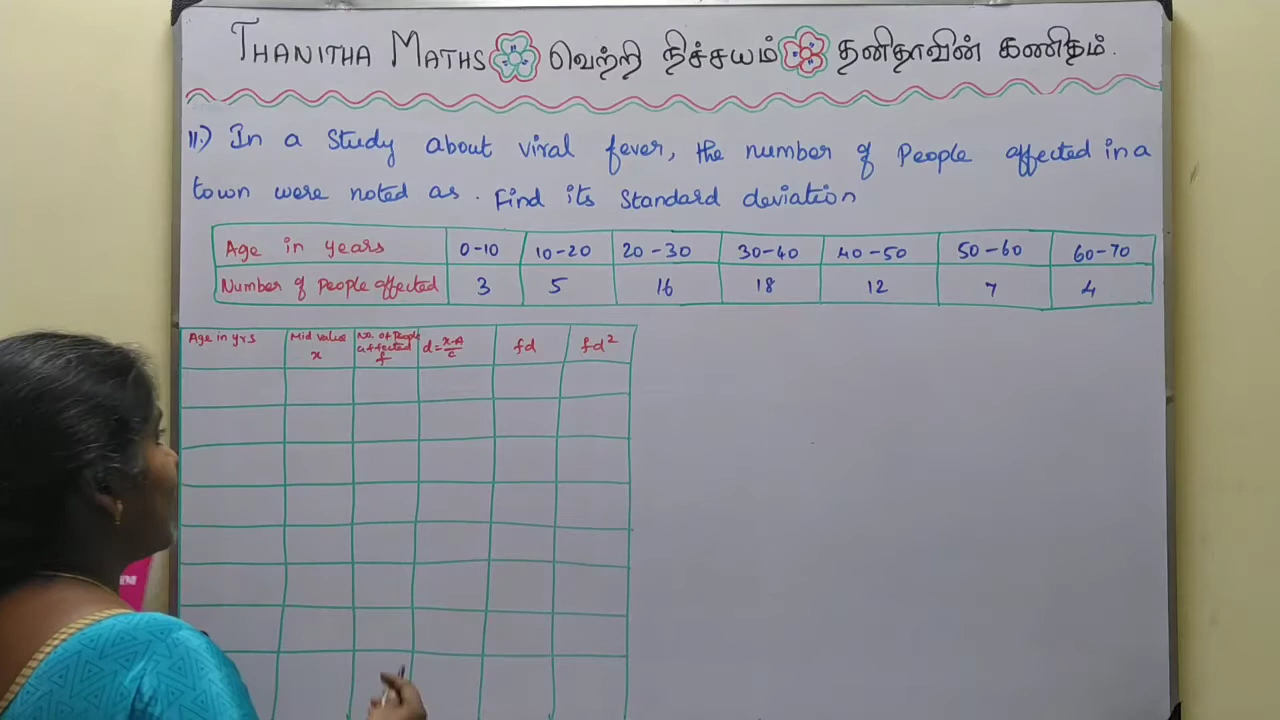 THANITHA MATHS வெற்றி நிச்சயம் தனிதாவின் கணிதம்.
11.) In a study about viral fever, the number of people affected in a
town were noted as. Find its standard deviation
Age in years 0-10 10-20 20-30 30-40 40-50 50-60 60-70
Number of people affected 3 5 16 18 12 7 4
Age in yrs Mid value x No. of people affected f d=x-A/c fd fd²